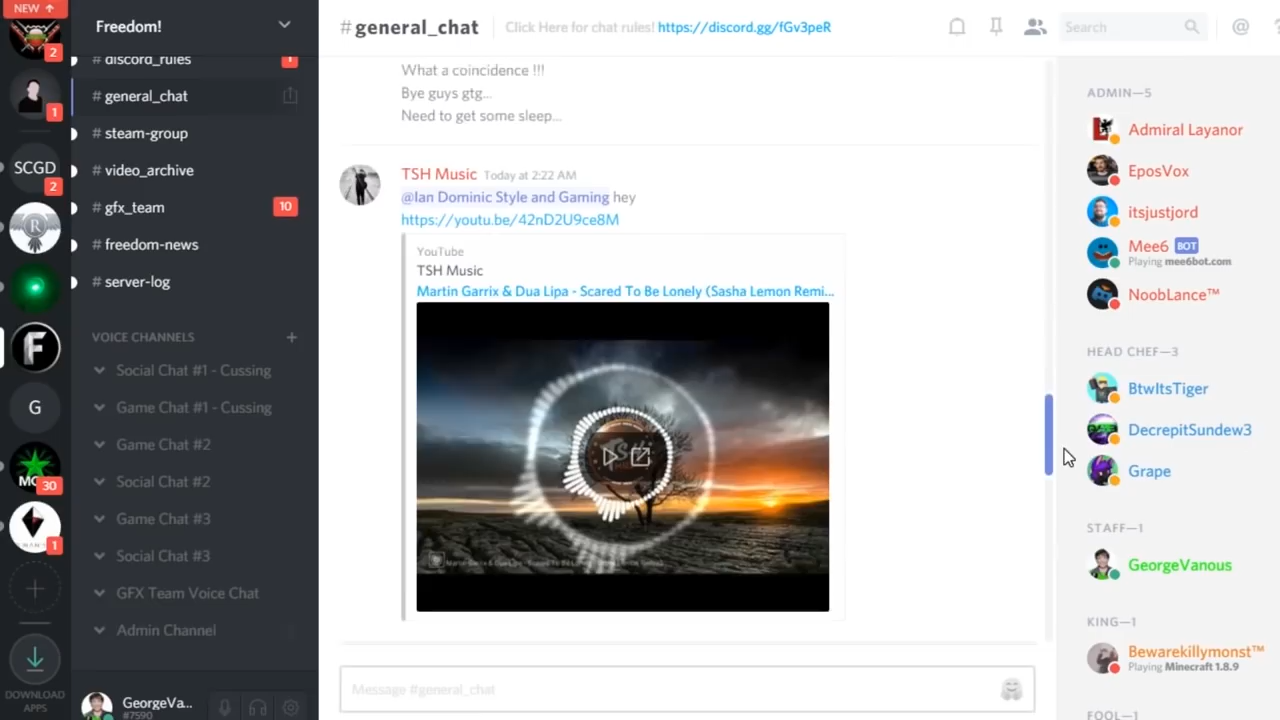 NEW ↑
2
1
SCGD
2
R
F
G
30
1
DOWNLOAD
APPS
Freedom!
# discord_rules
# general_chat
# steam-group
# video_archive
# gfx_team 10
# freedom-news
# server-log
VOICE CHANNELS +
Social Chat #1 - Cussing
Game Chat #1 - Cussing
Game Chat #2
Social Chat #2
Game Chat #3
Social Chat #3
GFX Team Voice Chat
Admin Channel
GeorgeVa...
#7590
#general_chat Click Here for chat rules! https://discord.gg/fGv3peR
Search
@
What a coincidence !!!
Bye guys gtg...
Need to get some sleep...
TSH Music Today at 2:22 AM
@Ian Dominic Style and Gaming hey
https://youtu.be/42nD2U9ce8M
YouTube
TSH Music
Martin Garrix & Dua Lipa - Scared To Be Lonely (Sasha Lemon Remi...
Message #general_chat
ADMIN—5
Admiral Layanor
EposVox
itsjustjord
Mee6 BOT
Playing mee6bot.com
NoobLance™
HEAD CHEF—3
BtwItsTiger
DecrepitSundew3
Grape
STAFF—1
GeorgeVanous
KING—1
Bewarekillymonst™
Playing Minecraft 1.8.9
FOOL—1